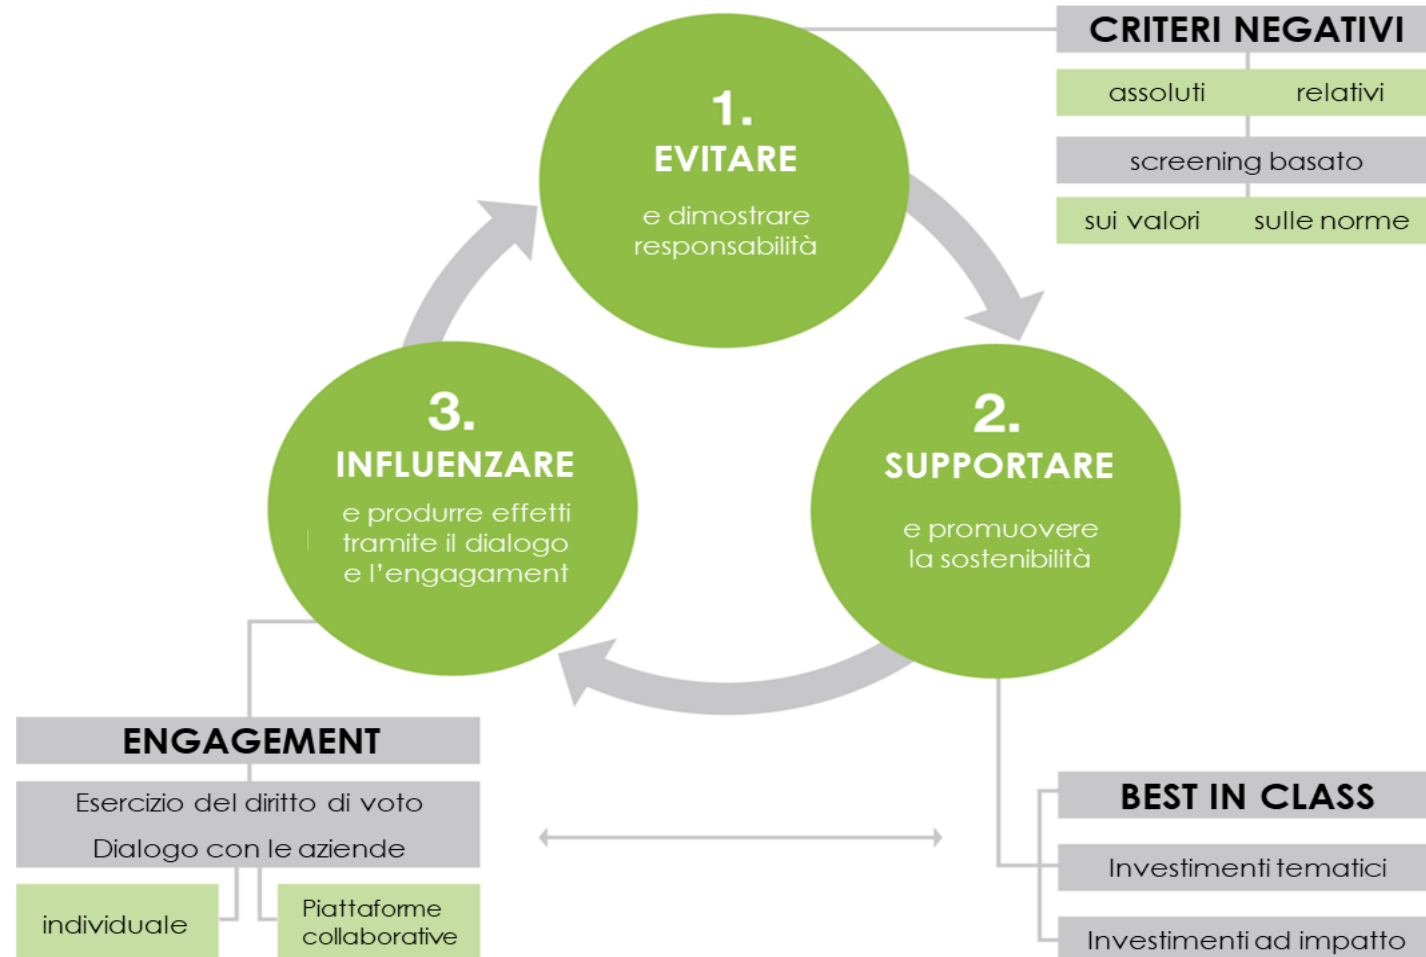 1.
EVITARE
e dimostrare
responsabilità
CRITERI NEGATIVI
assoluti relativi
screening basato
sui valori sulle norme
2.
SUPPORTARE
e promuovere
la sostenibilità
3.
INFLUENZARE
e produrre effetti
tramite il dialogo
e l'engagament
ENGAGEMENT
Esercizio del diritto di voto
Dialogo con le aziende
individuale
Piattaforme
collaborative
BEST IN CLASS
Investimenti tematici
Investimenti ad impatto